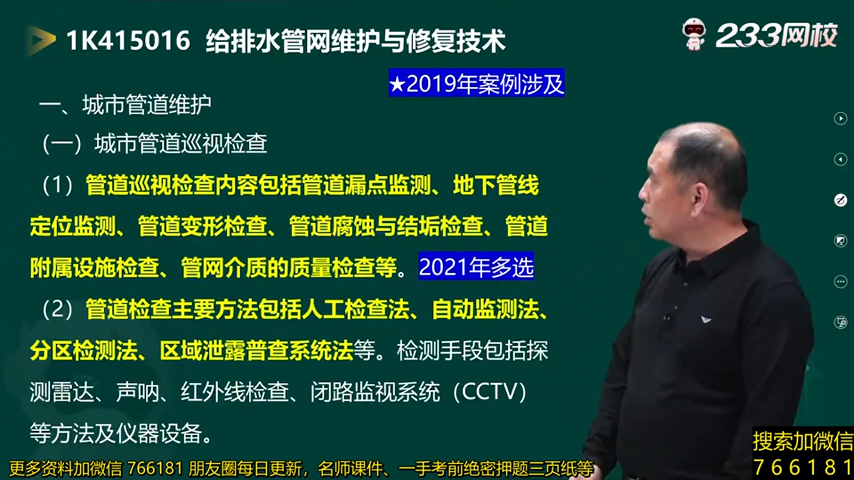 1K415016 给排水管网维护与修复技术
233网校
★2019年案例涉及
一、城市管道维护
（一）城市管道巡视检查
（1）管道巡视检查内容包括管道漏点监测、地下管线
定位监测、管道变形检查、管道腐蚀与结垢检查、管道
附属设施检查、管网介质的质量检查等。2021年多选
（2）管道检查主要方法包括人工检查法、自动监测法、
分区检测法、区域泄露普查系统法等。检测手段包括探
测雷达、声呐、红外线检查、闭路监视系统（CCTV）
等方法及仪器设备。
搜索加微信
766181
更多资料加微信 766181 朋友圈每日更新，名师课件、一手考前绝密押题三页纸等